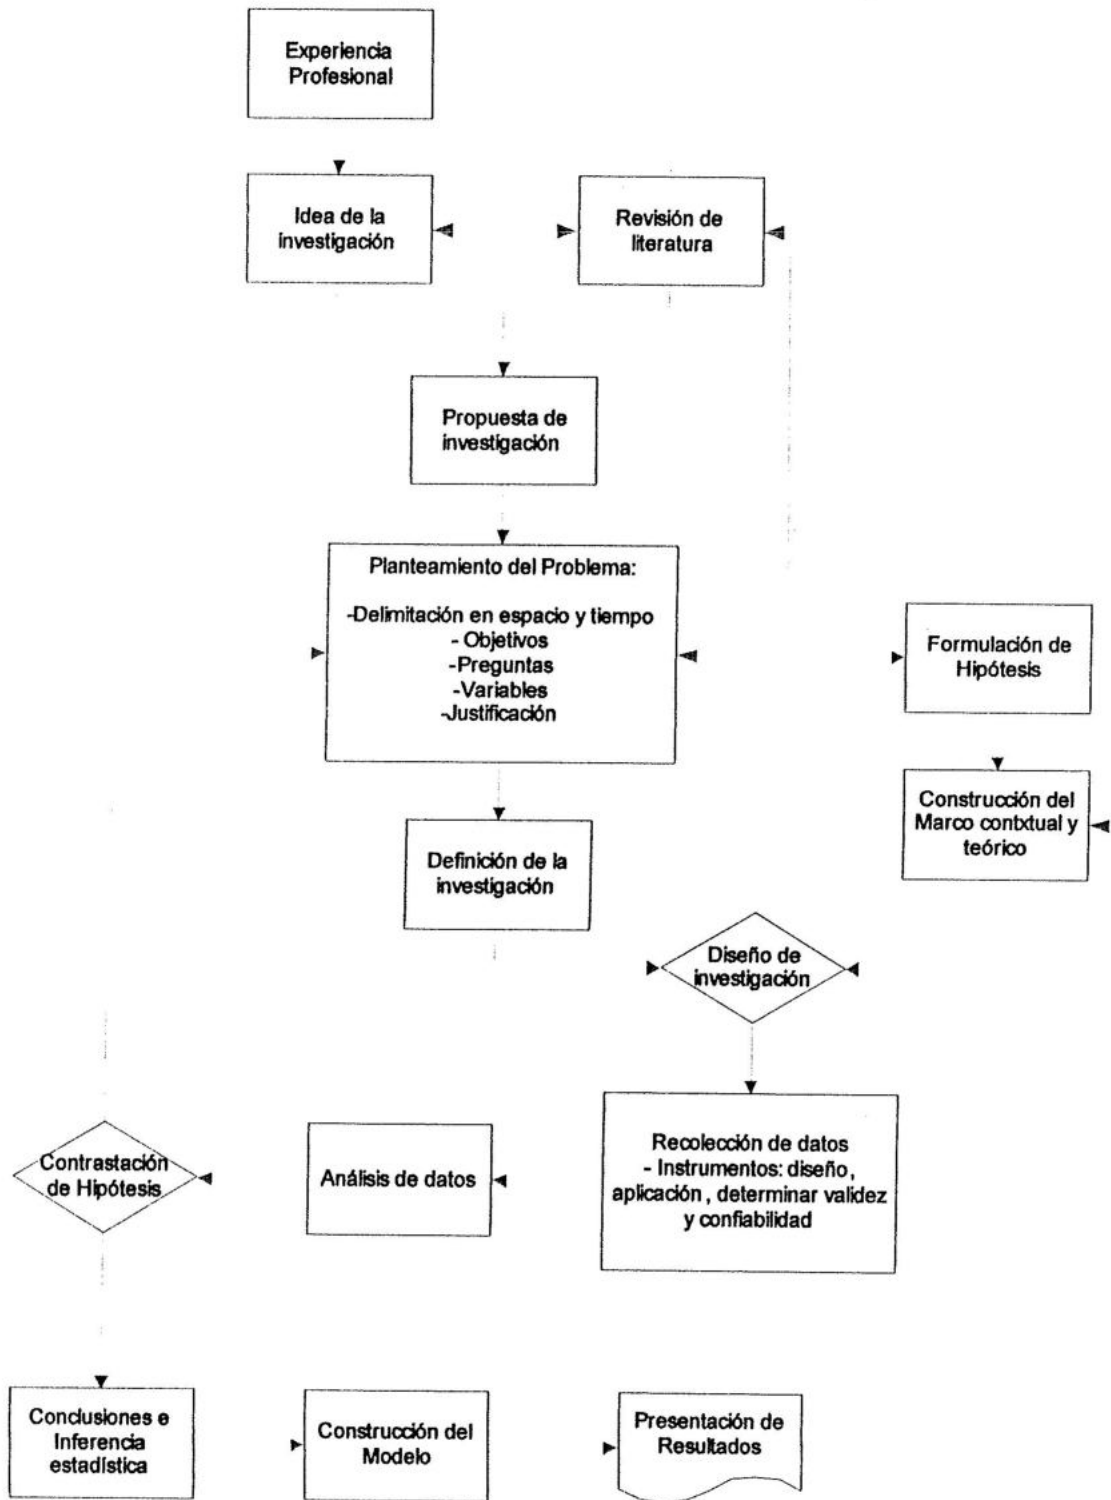 Experiencia
Profesional
Idea de la
investigación
Revisión de
literatura
Propuesta de
investigación
Planteamiento del Problema:
-Delimitación en espacio y tiempo
- Objetivos
-Preguntas
-Variables
-Justificación
Formulación de
Hipótesis
Construcción del
Marco contxtual y
teórico
Definición de la
investigación
Diseño de
investigación
Recolección de datos
- Instrumentos: diseño,
aplicación , determinar validez
y confiabilidad
Análisis de datos
Contrastación
de Hipótesis
Conclusiones e
Inferencia
estadística
Construcción del
Modelo
Presentación de
Resultados